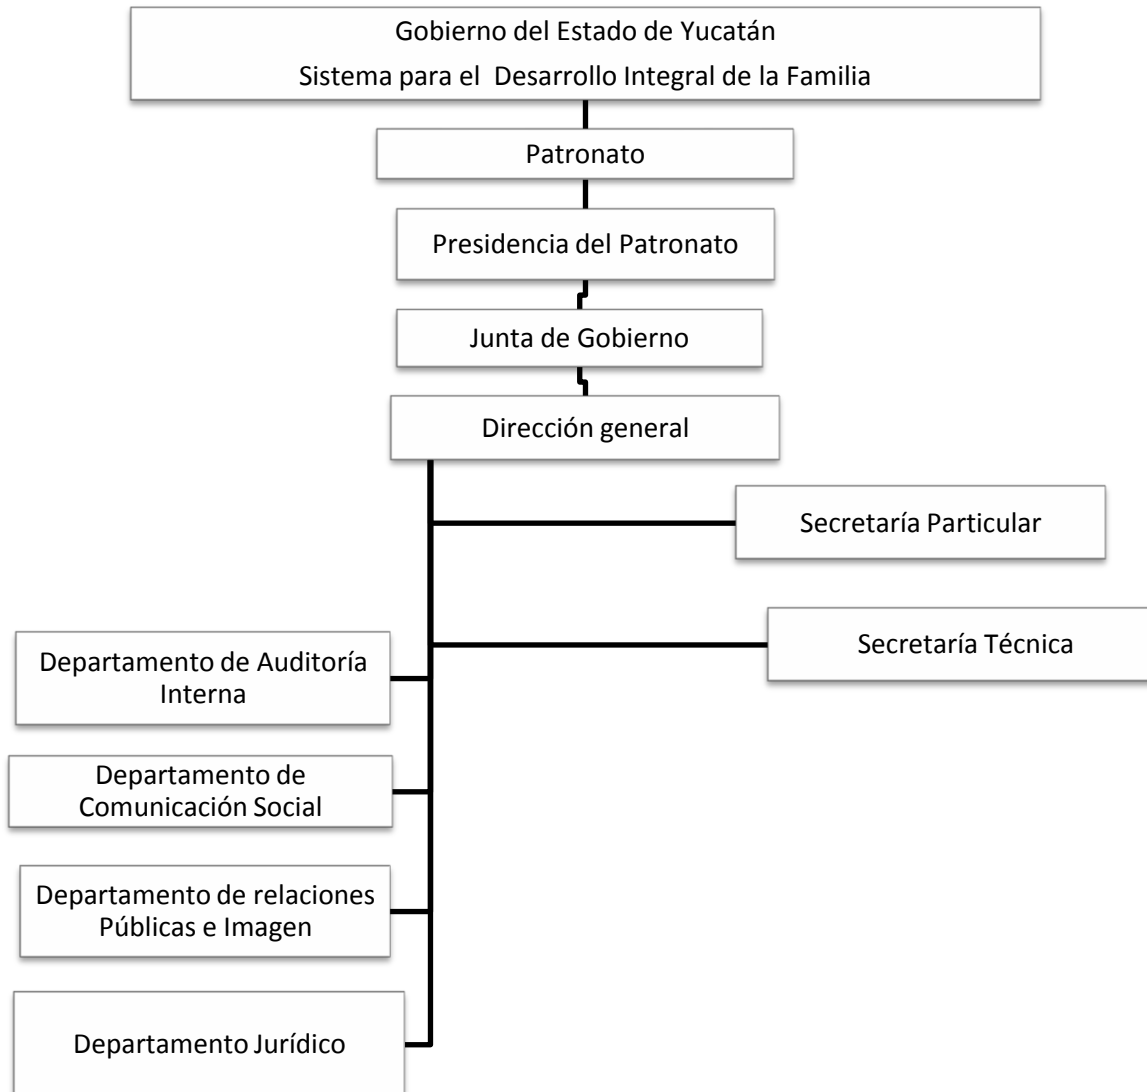 Gobierno del Estado de Yucatán
Sistema para el Desarrollo Integral de la Familia
Patronato
Presidencia del Patronato
Junta de Gobierno
Dirección general
Secretaría Particular
Secretaría Técnica
Departamento de Auditoría
Interna
Departamento de
Comunicación Social
Departamento de relaciones
Públicas e Imagen
Departamento Jurídico